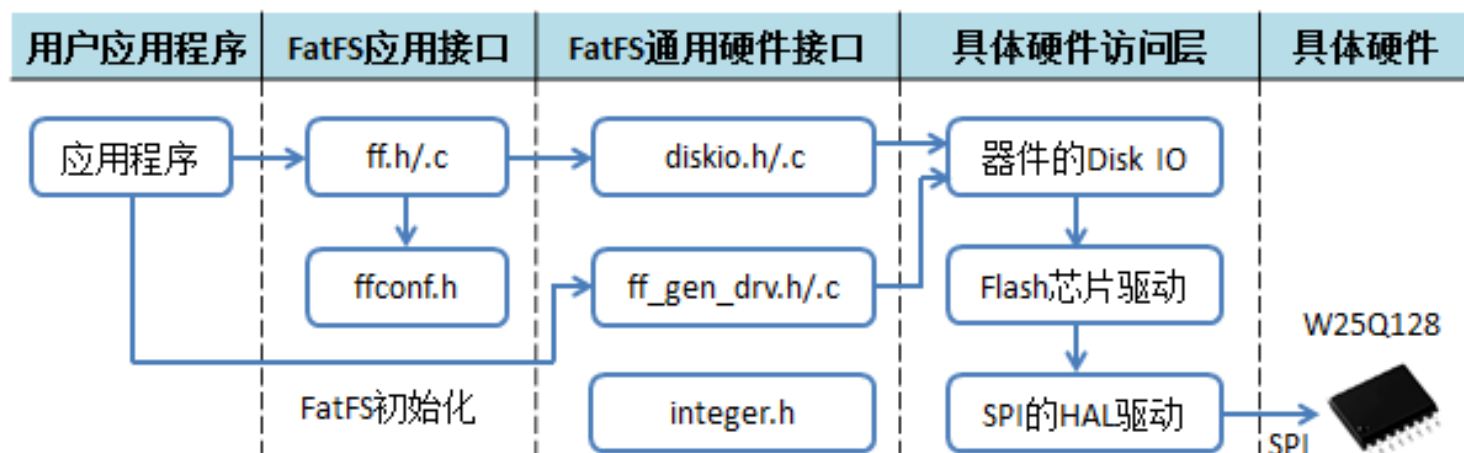 用户应用程序 FatFS应用接口 FatFS通用硬件接口 具体硬件访问层 具体硬件
应用程序 ff.h/.c diskio.h/.c 器件的Disk IO
ffconf.h ff_gen_drv.h/.c Flash芯片驱动
W25Q128
FatFS初始化 integer.h SPI的HAL驱动
SPI